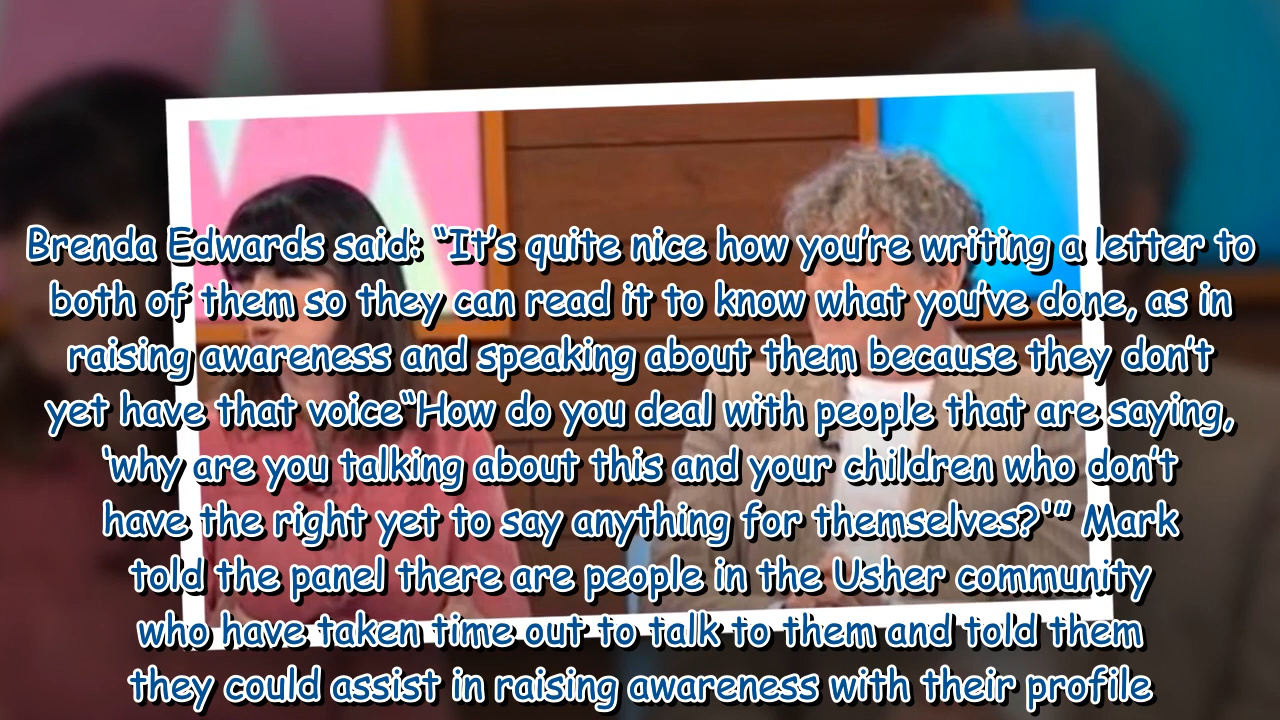 Brenda Edwards said: “It’s quite nice how you’re writing a letter to
both of them so they can read it to know what you’ve done, as in
raising awareness and speaking about them because they don’t
yet have that voice“How do you deal with people that are saying,
‘why are you talking about this and your children who don’t
have the right yet to say anything for themselves?'” Mark
told the panel there are people in the Usher community
who have taken time out to talk to them and told them
they could assist in raising awareness with their profile